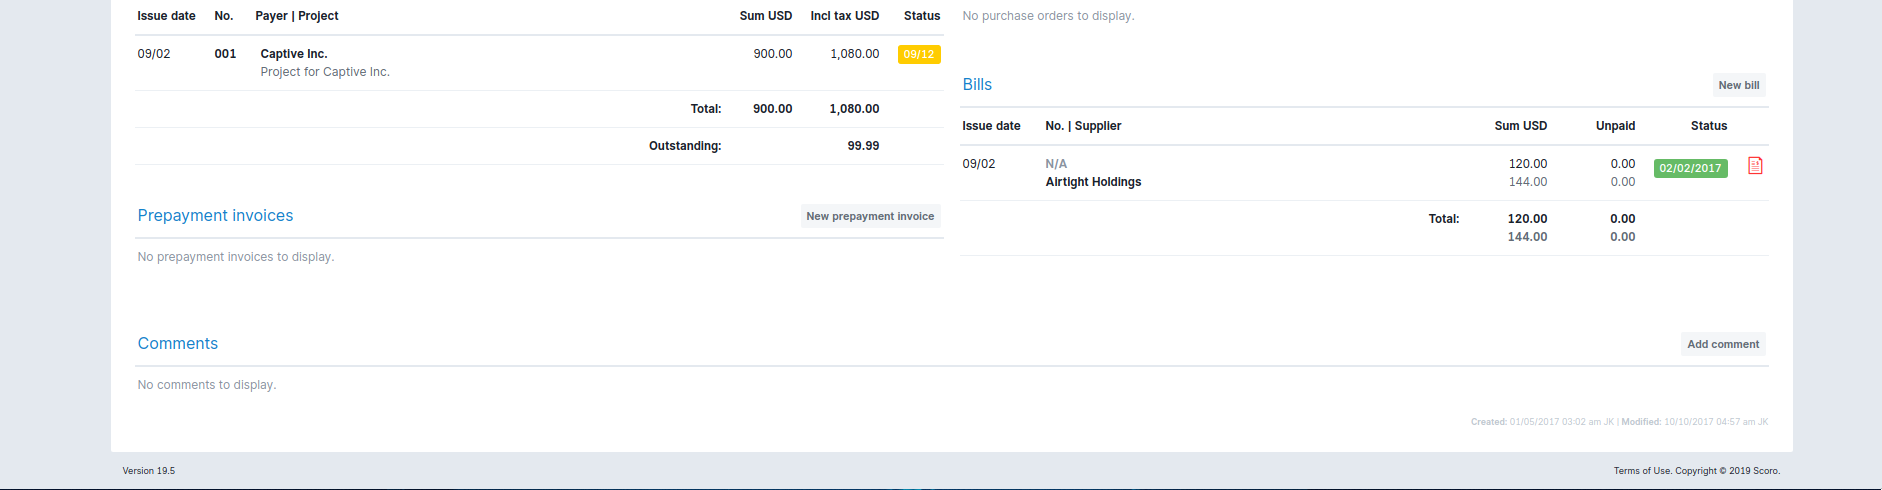 Issue date No. Payer | Project Sum USD Incl tax USD Status
09/02 001 Captive Inc. 900.00 1,080.00 09/12
Project for Captive Inc.
Total: 900.00 1,080.00
Outstanding: 99.99
Prepayment invoices New prepayment invoice
No prepayment invoices to display.
No purchase orders to display.
Bills New bill
Issue date No. | Supplier Sum USD Unpaid Status
09/02 N/A 120.00 0.00 02/02/2017
Airtight Holdings 144.00 0.00
Total: 120.00 0.00
144.00 0.00
Comments Add comment
No comments to display.
Created: 01/05/2017 03:02 am JK | Modified: 10/10/2017 04:57 am JK
Version 19.5 Terms of Use. Copyright © 2019 Scoro.